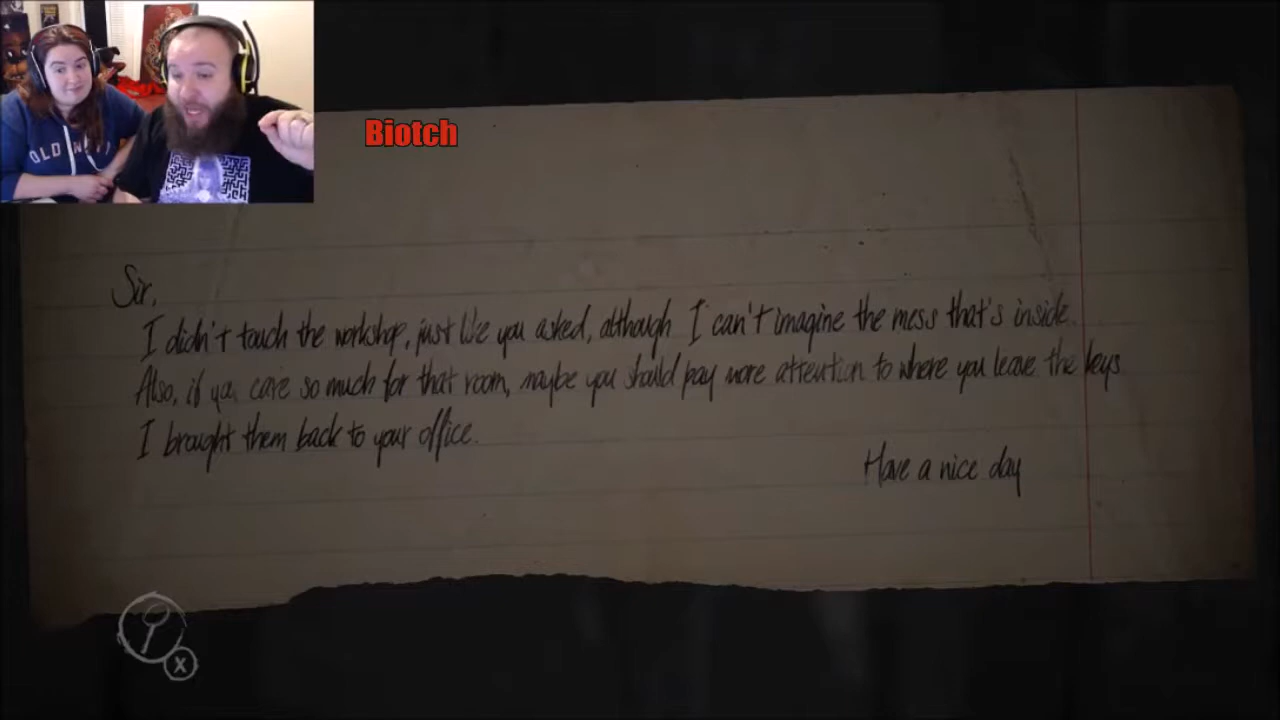 OLD NAVY
Biotch
Sir,
I didn't touch the workshop, just like you asked, although I can't imagine the mess that's inside.
Also, if you care so much for that room, maybe you should pay more attention to where you leave the keys
I brought them back to your office.
Have a nice day
X